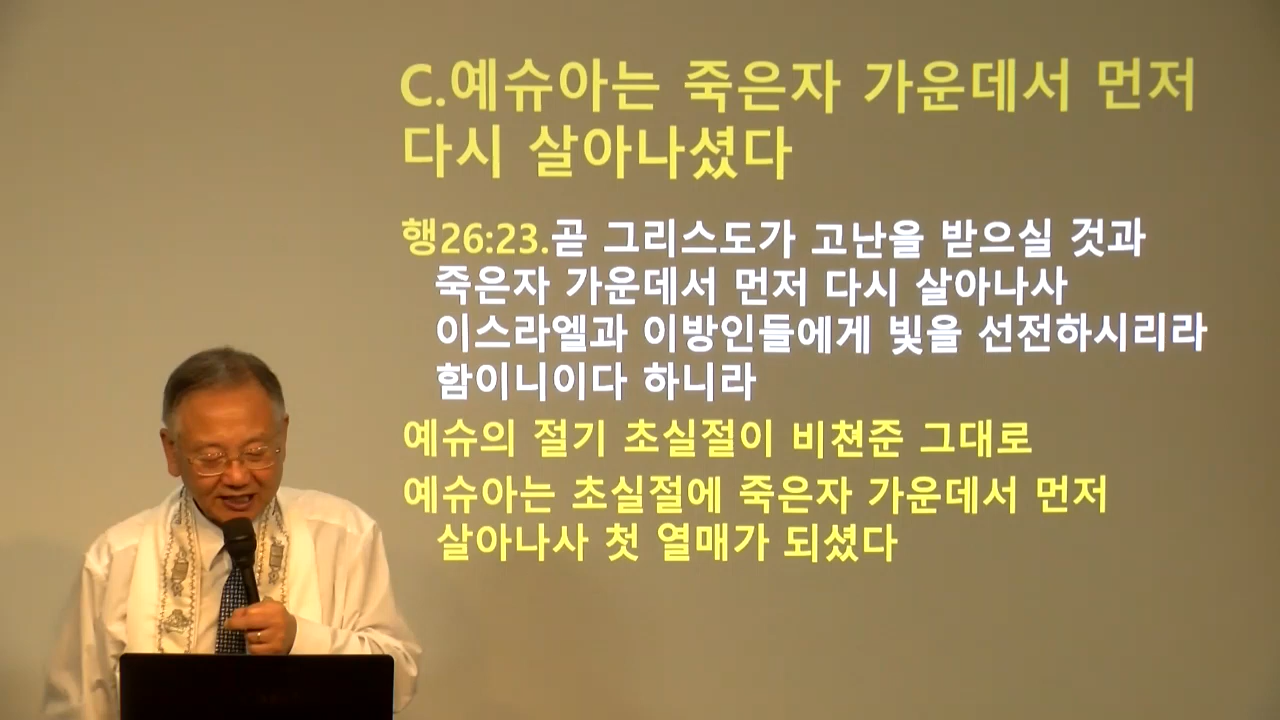 C.예슈아는 죽은자 가운데서 먼저
다시 살아나셨다
행26:23.곧 그리스도가 고난을 받으실 것과
죽은자 가운데서 먼저 다시 살아나사
이스라엘과 이방인들에게 빛을 선전하시리라
함이니이다 하니라
예슈의 절기 초실절이 비쳔준 그대로
예슈아는 초실절에 죽은자 가운데서 먼저
살아나사 첫 열매가 되셨다